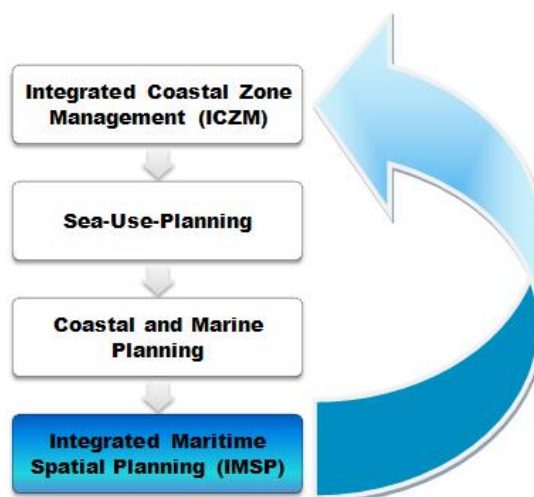 Integrated Coastal Zone
Management (ICZM)
Sea-Use-Planning
Coastal and Marine
Planning
Integrated Maritime
Spatial Planning (IMSP)